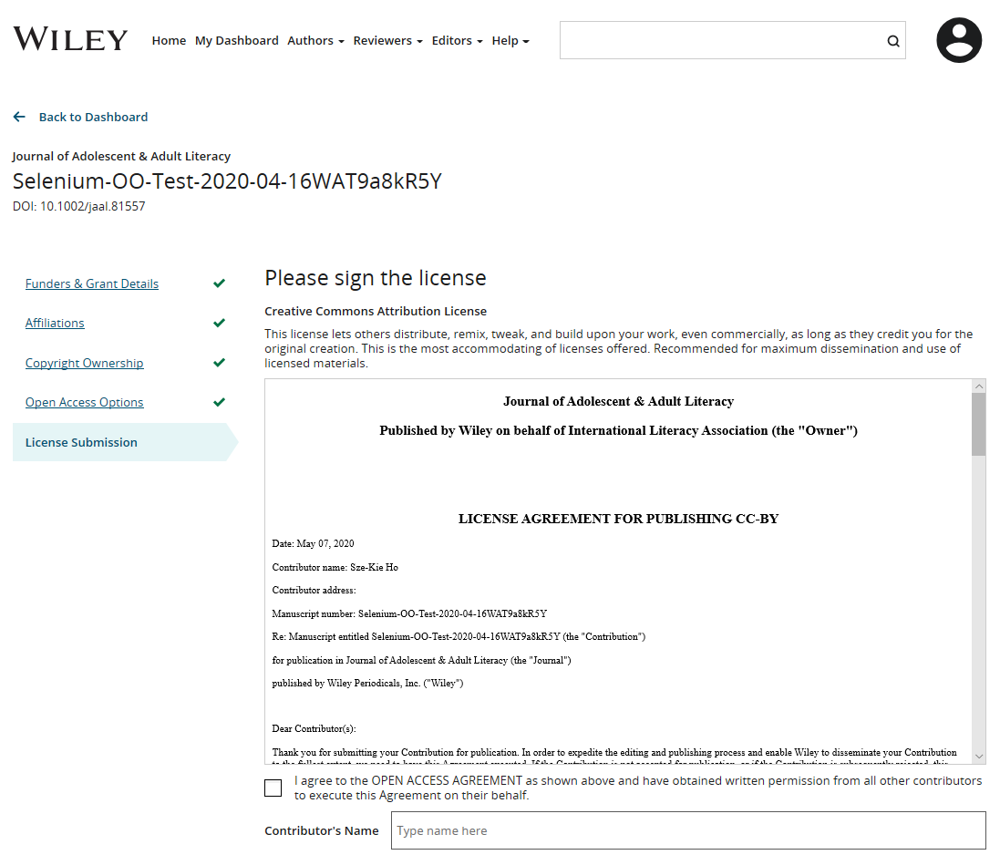 WILEY Home My Dashboard Authors Reviewers Editors Help
Back to Dashboard
Journal of Adolescent & Adult Literacy
Selenium-OO-Test-2020-04-16WAT9a8kR5Y
DOI: 10.1002/jaal.81557
Funders & Grant Details
Affiliations
Copyright Ownership
Open Access Options
License Submission
Please sign the license
Creative Commons Attribution License
This license lets others distribute, remix, tweak, and build upon your work, even commercially, as long as they credit you for the
original creation. This is the most accommodating of licenses offered. Recommended for maximum dissemination and use of
licensed materials.
Journal of Adolescent & Adult Literacy
Published by Wiley on behalf of International Literacy Association (the "Owner")
LICENSE AGREEMENT FOR PUBLISHING CC-BY
Date: May 07, 2020
Contributor name: Sze-Kie Ho
Contributor address:
Manuscript number: Selenium-OO-Test-2020-04-16WAT9a8kR5Y
Re: Manuscript entitled Selenium-OO-Test-2020-04-16WAT9a8kR5Y (the "Contribution")
for publication in Journal of Adolescent & Adult Literacy (the "Journal")
published by Wiley Periodicals, Inc. ("Wiley")
Dear Contributor(s):
Thank you for submitting your Contribution for publication. In order to expedite the editing and publishing process and enable Wiley to disseminate your Contribution
to the fullest extent, we need to have this Agreement executed. If the Contribution is not accepted for publication, or if the Contribution is subsequently rejected, this
I agree to the OPEN ACCESS AGREEMENT as shown above and have obtained written permission from all other contributors
to execute this Agreement on their behalf.
Contributor's Name Type name here